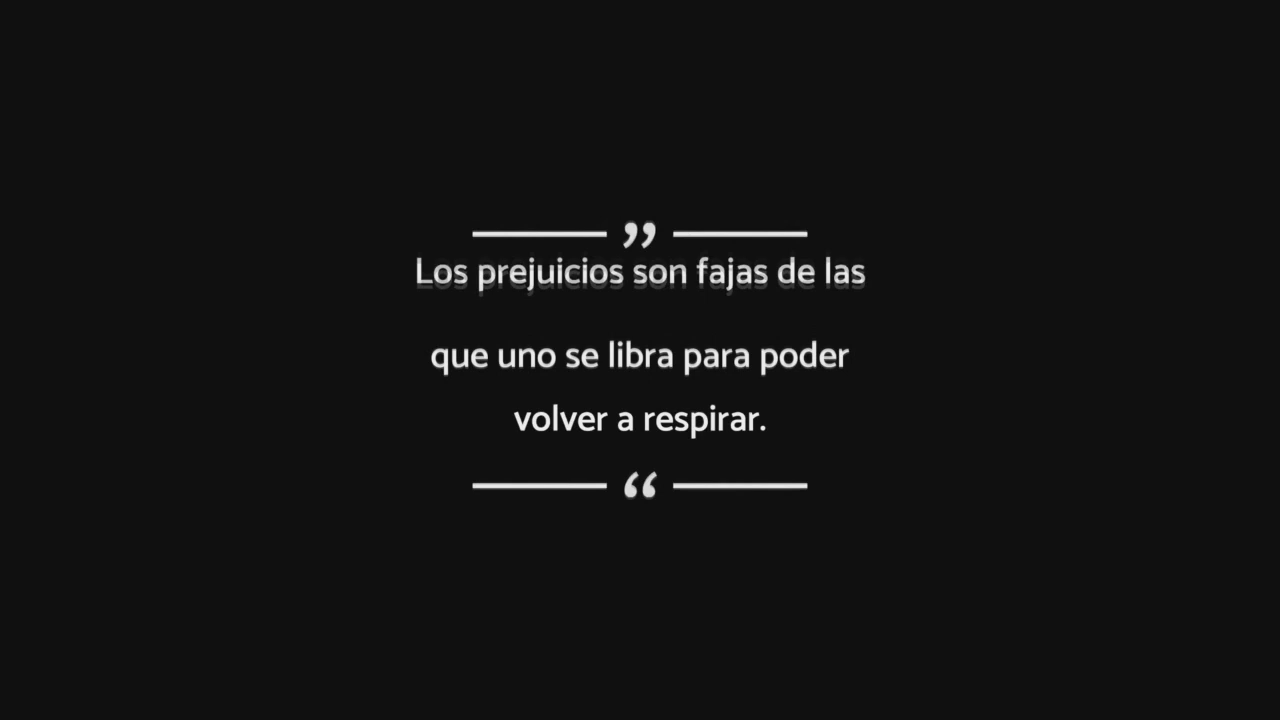 ”
Los prejuicios son fajas de las
que uno se libra para poder
volver a respirar.
“